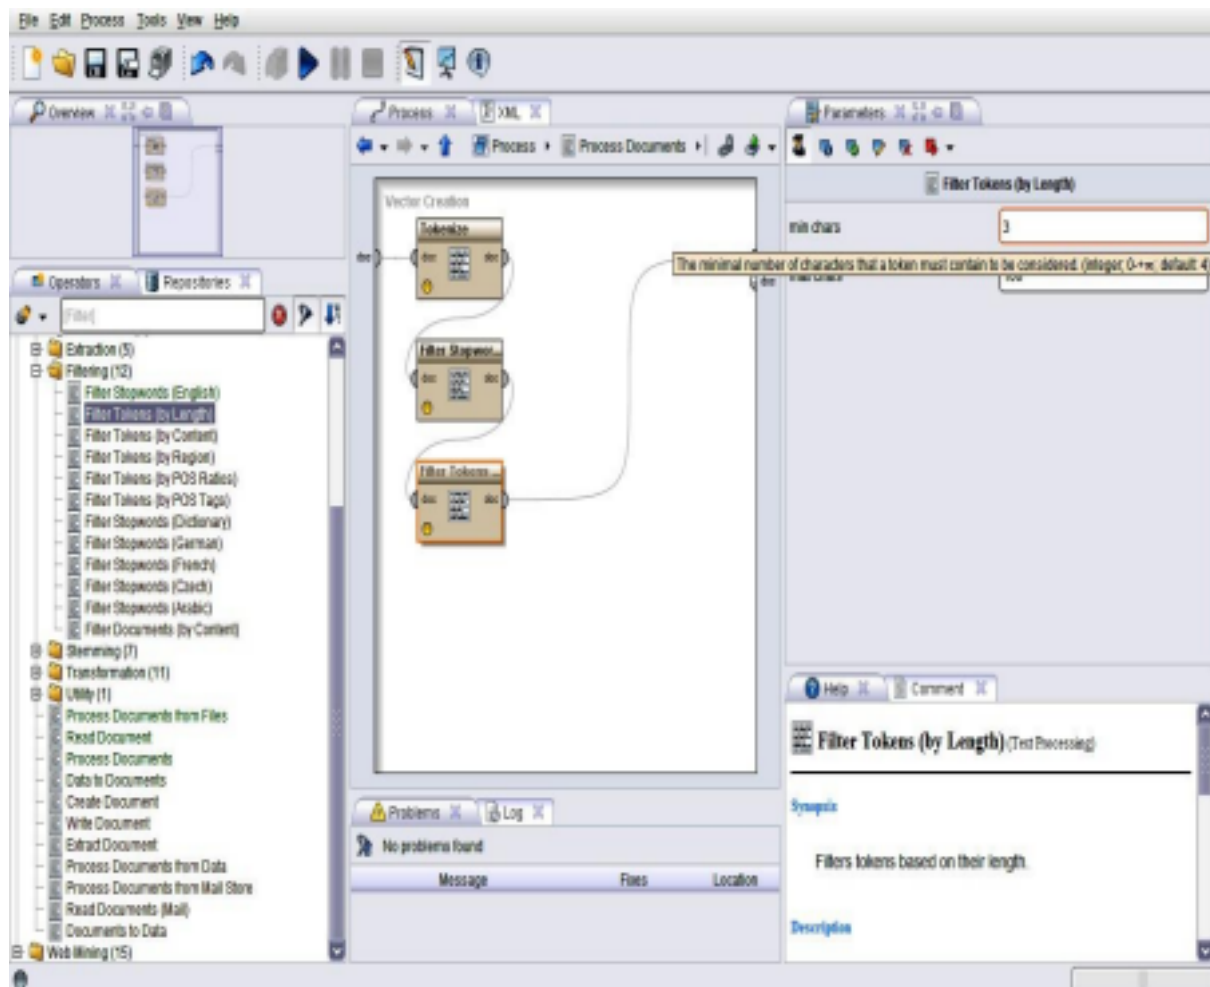 File Edit Process Tools View Help
Overview
Process
XML
Parameters
Process
Process Documents
Filter Tokens (by Length)
Vector Creation
min chars
3
Tokenize
doc
doc
doc
The minimal number of characters that a token must contain to be considered. (integer; 0-+∞; default: 4
doc
Operators
Repositories
[Filter]
Filter Stopwor...
doc
doc
Filter Tokens ...
doc
doc
Extraction (5)
Filtering (12)
Filter Stopwords (English)
Filter Tokens (by Length)
Filter Tokens (by Content)
Filter Tokens (by Region)
Filter Tokens (by POS Ratios)
Filter Tokens (by POS Tags)
Filter Stopwords (Dictionary)
Filter Stopwords (German)
Filter Stopwords (French)
Filter Stopwords (Czech)
Filter Stopwords (Arabic)
Filter Documents (by Content)
Stemming (7)
Transformation (11)
Utility (1)
Process Documents from Files
Read Document
Process Documents
Data to Documents
Create Document
Write Document
Extract Document
Process Documents from Data
Process Documents from Mail Store
Read Documents (Mail)
Documents to Data
Web Mining (15)
Problems
Log
No problems found
Message
Fixes
Location
Help
Comment
Filter Tokens (by Length) (Text Processing)
Synopsis
Filters tokens based on their length.
Description